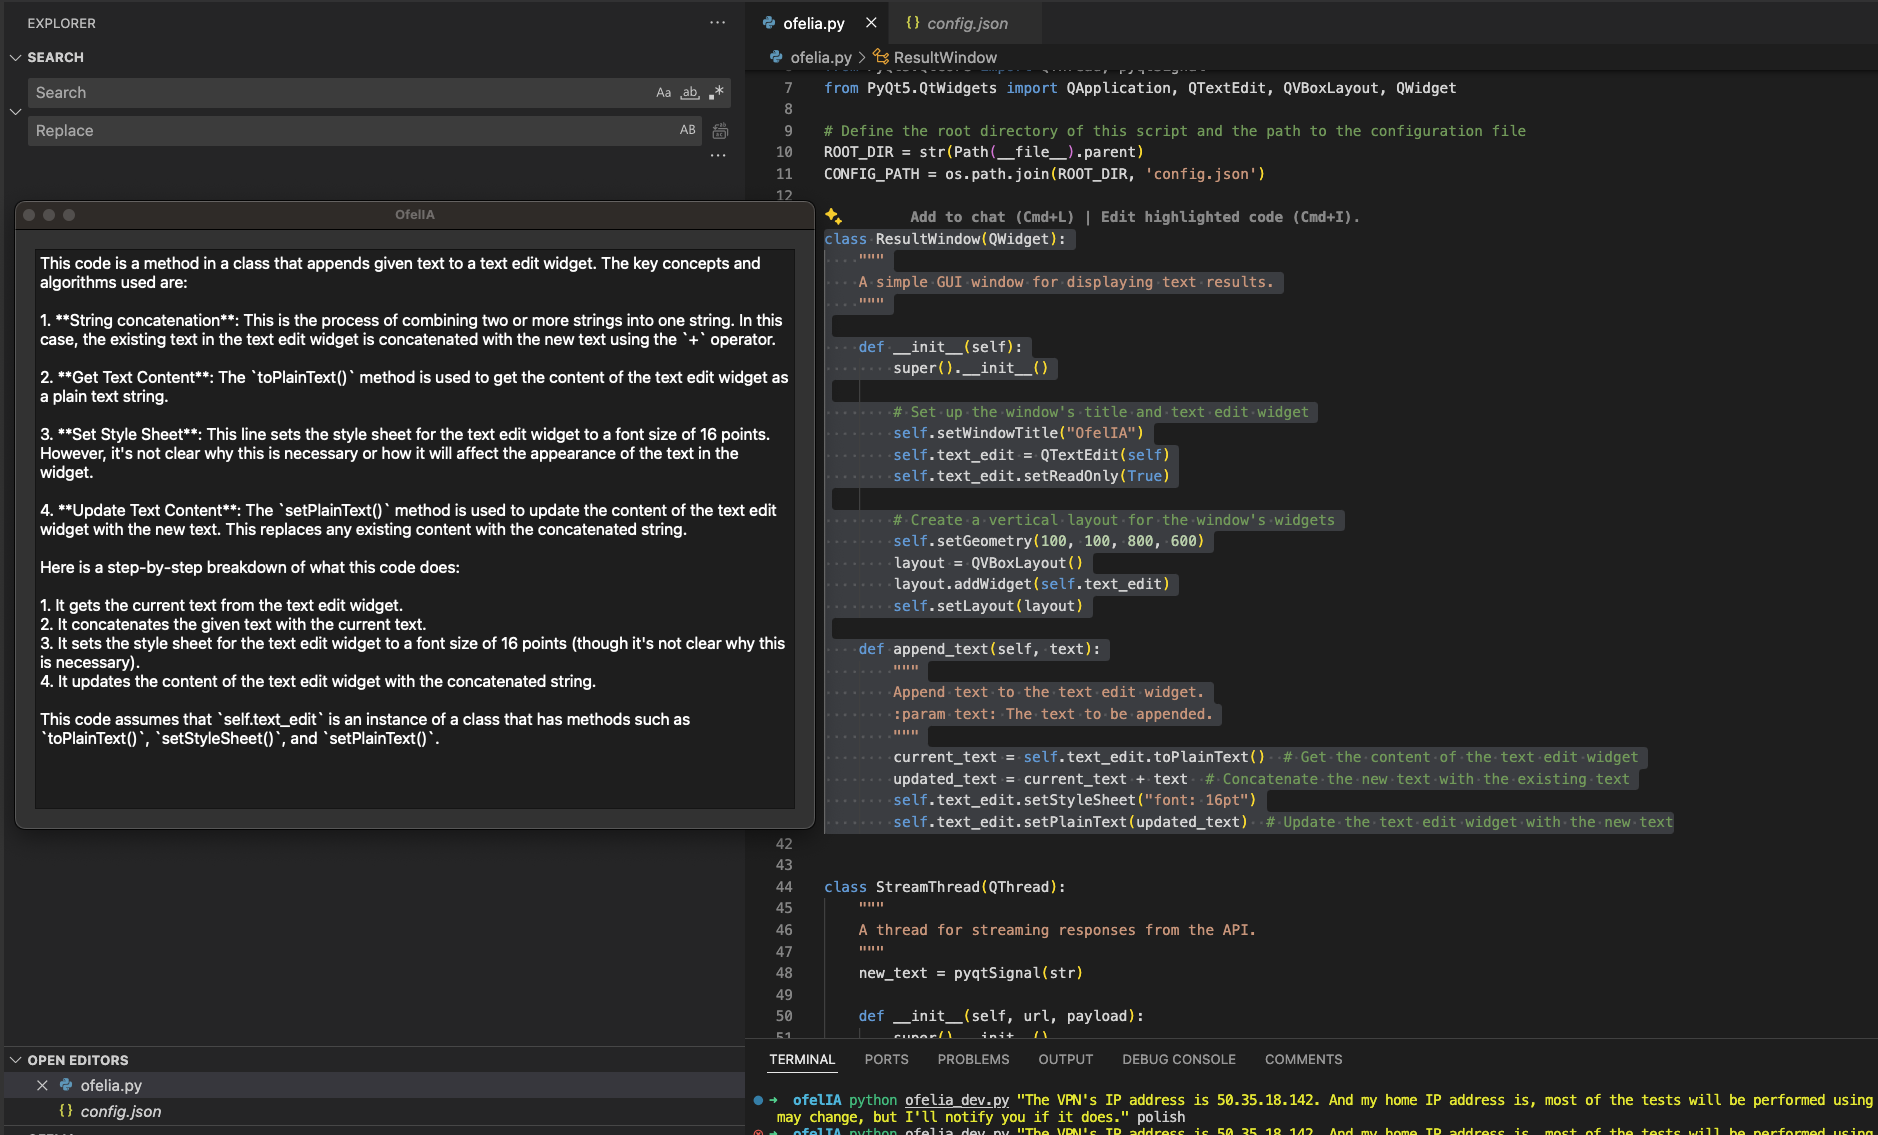 EXPLORER
SEARCH
Search
Aa ab
Replace
AB
OfelIA
This code is a method in a class that appends given text to a text edit widget. The key concepts and
algorithms used are:
1. **String concatenation**: This is the process of combining two or more strings into one string. In this
case, the existing text in the text edit widget is concatenated with the new text using the `+` operator.
2. **Get Text Content**: The `toPlainText()` method is used to get the content of the text edit widget as
a plain text string.
3. **Set Style Sheet**: This line sets the style sheet for the text edit widget to a font size of 16 points.
However, it's not clear why this is necessary or how it will affect the appearance of the text in the
widget.
4. **Update Text Content**: The `setPlainText()` method is used to update the content of the text edit
widget with the new text. This replaces any existing content with the concatenated string.
Here is a step-by-step breakdown of what this code does:
1. It gets the current text from the text edit widget.
2. It concatenates the given text with the current text.
3. It sets the style sheet for the text edit widget to a font size of 16 points (though it's not clear why this
is necessary).
4. It updates the content of the text edit widget with the concatenated string.
This code assumes that `self.text_edit` is an instance of a class that has methods such as
`toPlainText()`, `setStyleSheet()`, and `setPlainText()`.
OPEN EDITORS
ofelia.py
{} config.json
ofelia.py
{} config.json
ofelia.py > ResultWindow
7 from PyQt5.QtWidgets import QApplication, QTextEdit, QVBoxLayout, QWidget
8
9 # Define the root directory of this script and the path to the configuration file
10 ROOT_DIR = str(Path(__file__).parent)
11 CONFIG_PATH = os.path.join(ROOT_DIR, 'config.json')
12
Add to chat (Cmd+L) | Edit highlighted code (Cmd+I).
class ResultWindow(QWidget):
"""
A simple GUI window for displaying text results.
"""
def __init__(self):
super().__init__()
# Set up the window's title and text edit widget
self.setWindowTitle("OfelIA")
self.text_edit = QTextEdit(self)
self.text_edit.setReadOnly(True)
# Create a vertical layout for the window's widgets
self.setGeometry(100, 100, 800, 600)
layout = QVBoxLayout()
layout.addWidget(self.text_edit)
self.setLayout(layout)
def append_text(self, text):
"""
Append text to the text edit widget.
:param text: The text to be appended.
"""
current_text = self.text_edit.toPlainText() # Get the content of the text edit widget
updated_text = current_text + text # Concatenate the new text with the existing text
self.text_edit.setStyleSheet("font: 16pt")
self.text_edit.setPlainText(updated_text) # Update the text edit widget with the new text
42
43
44 class StreamThread(QThread):
45 """
46 A thread for streaming responses from the API.
47 """
48 new_text = pyqtSignal(str)
49
50 def __init__(self, url, payload):
51 super().__init__()
TERMINAL PORTS PROBLEMS OUTPUT DEBUG CONSOLE COMMENTS
➜ ofelIA python ofelia_dev.py "The VPN's IP address is 50.35.18.142. And my home IP address is, most of the tests will be performed using
may change, but I'll notify you if it does." polish
➜ ofelIA python ofelia_dev.py "The VPN's IP address is 50.35.18.142. And my home IP address is, most of the tests will be performed using